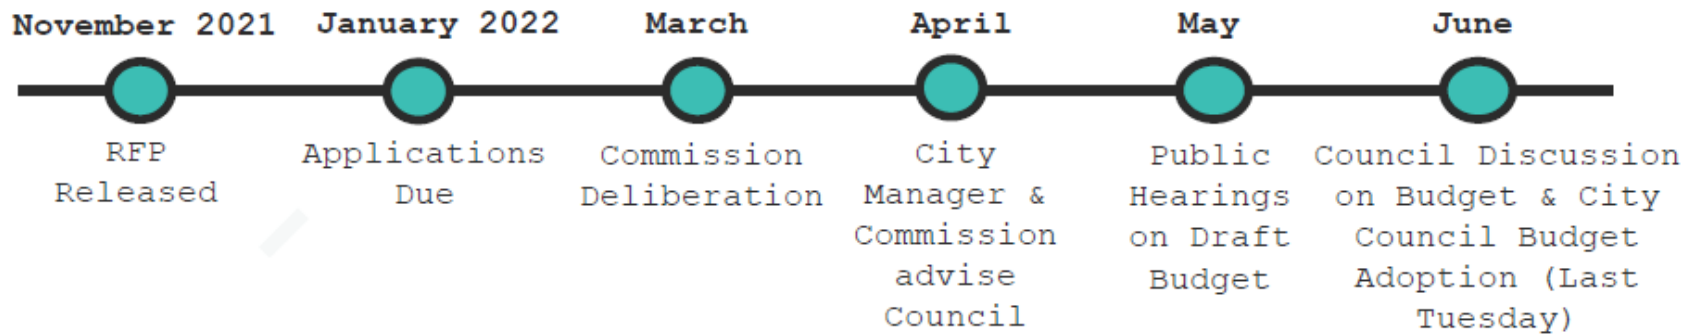 November 2021
January 2022
March
April
May
June
RFP
Released
Applications
Due
Commission
Deliberation
City
Manager &
Commission
advise
Council
Public
Hearings
on Draft
Budget
Council Discussion
on Budget & City
Council Budget
Adoption (Last
Tuesday)